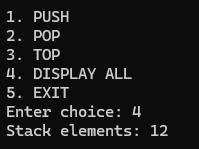 1. PUSH
2. POP
3. TOP
4. DISPLAY ALL
5. EXIT
Enter choice: 4
Stack elements: 12